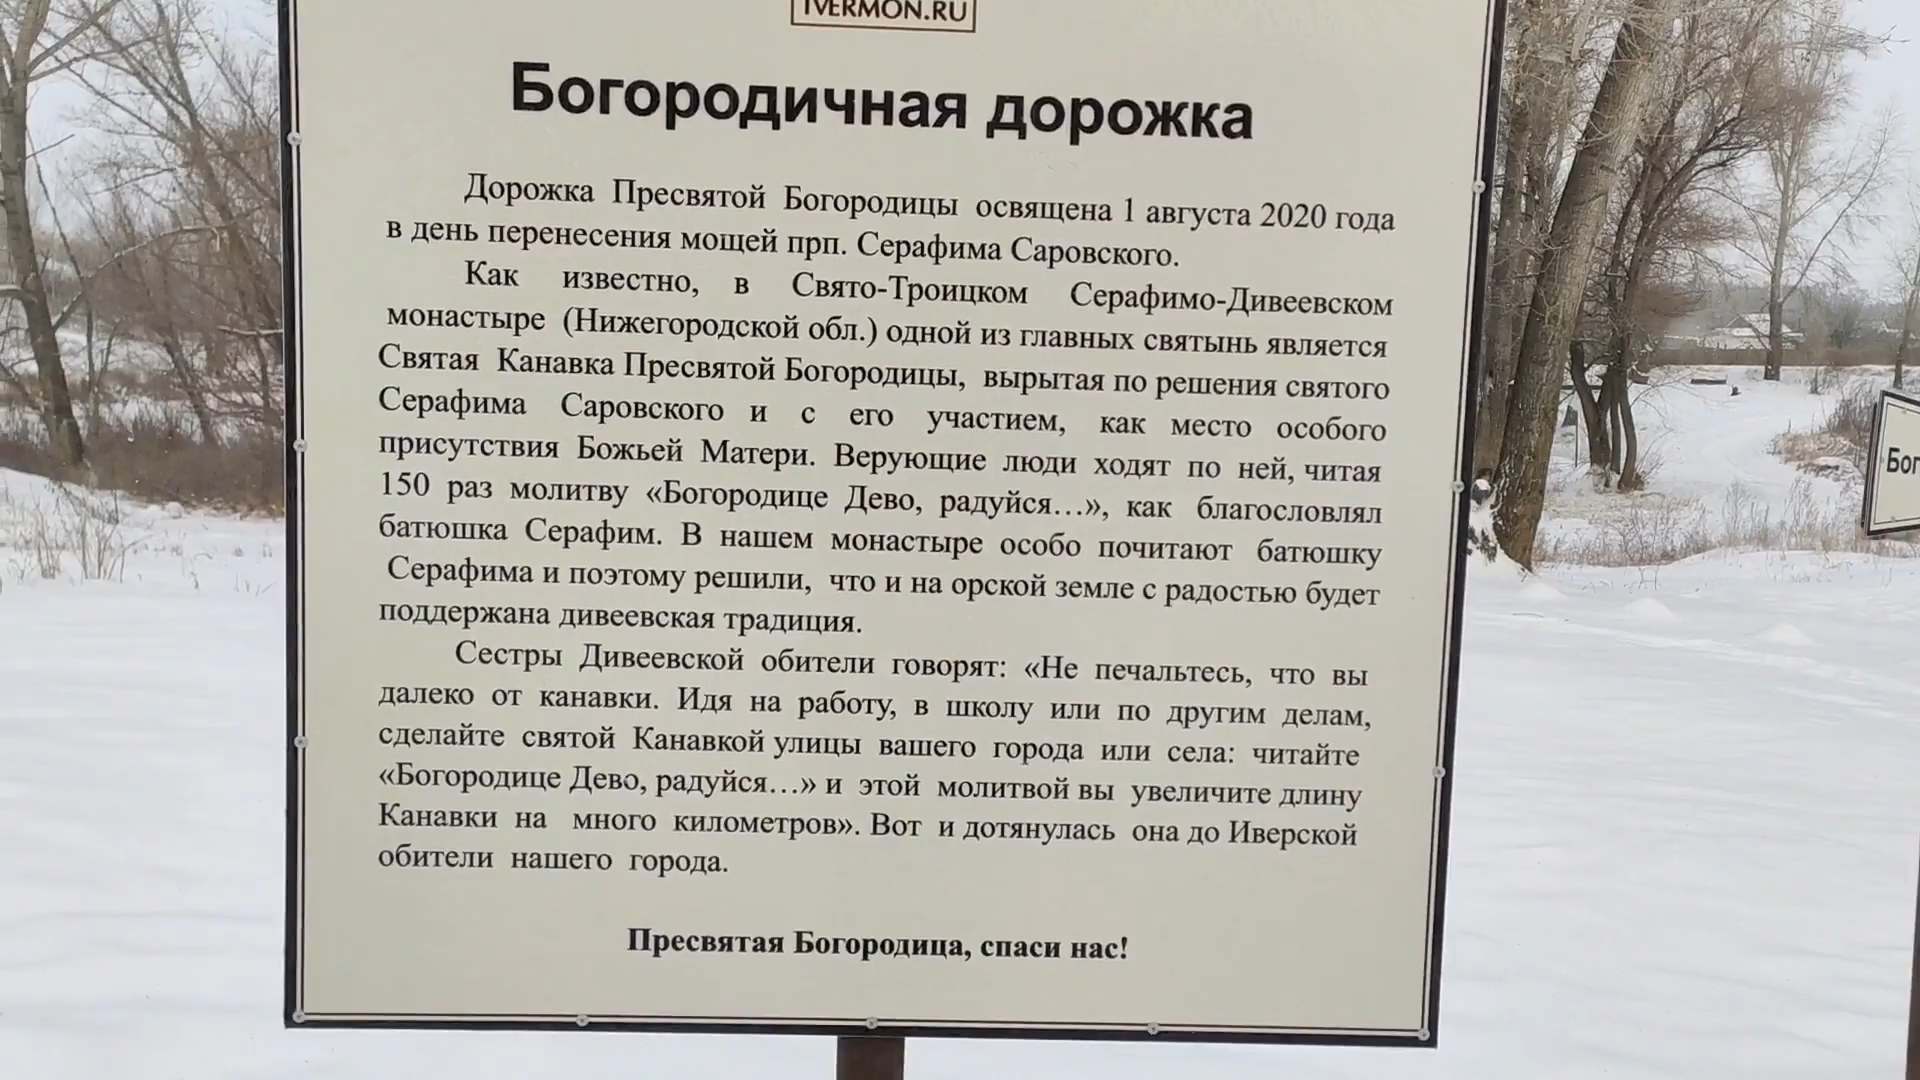 IVERMON.RU
Богородичная дорожка
Дорожка Пресвятой Богородицы освящена 1 августа 2020 года
в день перенесения мощей прп. Серафима Саровского.
Как известно, в Свято-Троицком Серафимо-Дивеевском
монастыре (Нижегородской обл.) одной из главных святынь является
Святая Канавка Пресвятой Богородицы, вырытая по решения святого
Серафима Саровского и с его участием, как место особого
присутствия Божьей Матери. Верующие люди ходят по ней, читая
150 раз молитву «Богородице Дево, радуйся…», как благословлял
батюшка Серафим. В нашем монастыре особо почитают батюшку
Серафима и поэтому решили, что и на орской земле с радостью будет
поддержана дивеевская традиция.
Сестры Дивеевской обители говорят: «Не печальтесь, что вы
далеко от канавки. Идя на работу, в школу или по другим делам,
сделайте святой Канавкой улицы вашего города или села: читайте
«Богородице Дево, радуйся…» и этой молитвой вы увеличите длину
Канавки на много километров». Вот и дотянулась она до Иверской
обители нашего города.
Пресвятая Богородица, спаси нас!
Бог